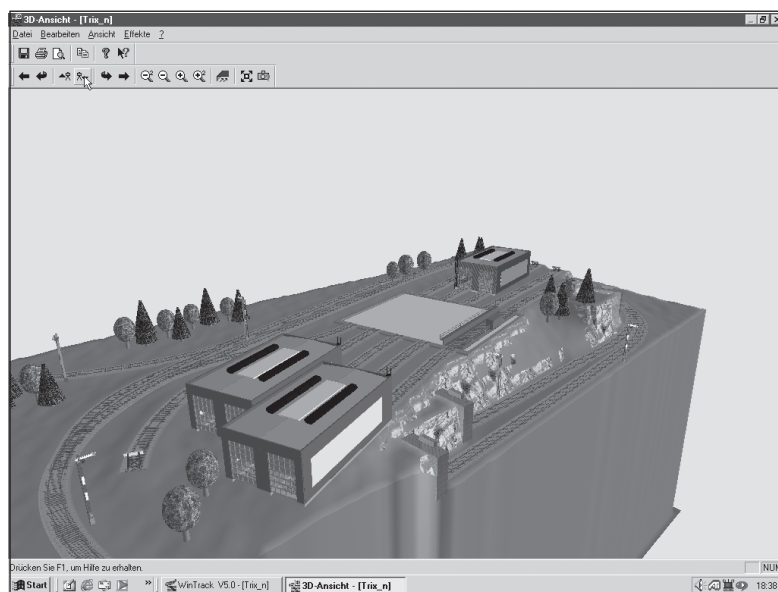 3D-Ansicht - [Trix_n]
Datei Bearbeiten Ansicht Effekte ?
Drücken Sie F1, um Hilfe zu erhalten.
NUM
Start
»
WinTrack V5.0 - [Trix_n]
3D-Ansicht - [Trix_n]
18:38